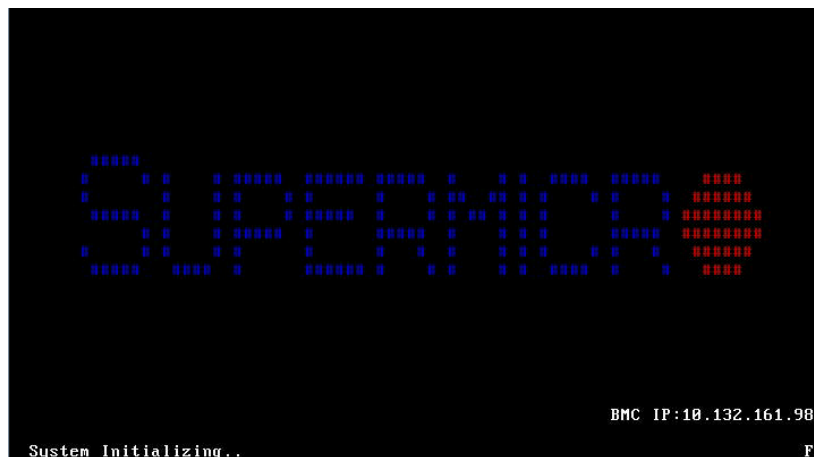 SUPERMICRO
BMC IP:10.132.161.98
System Initializing..
F